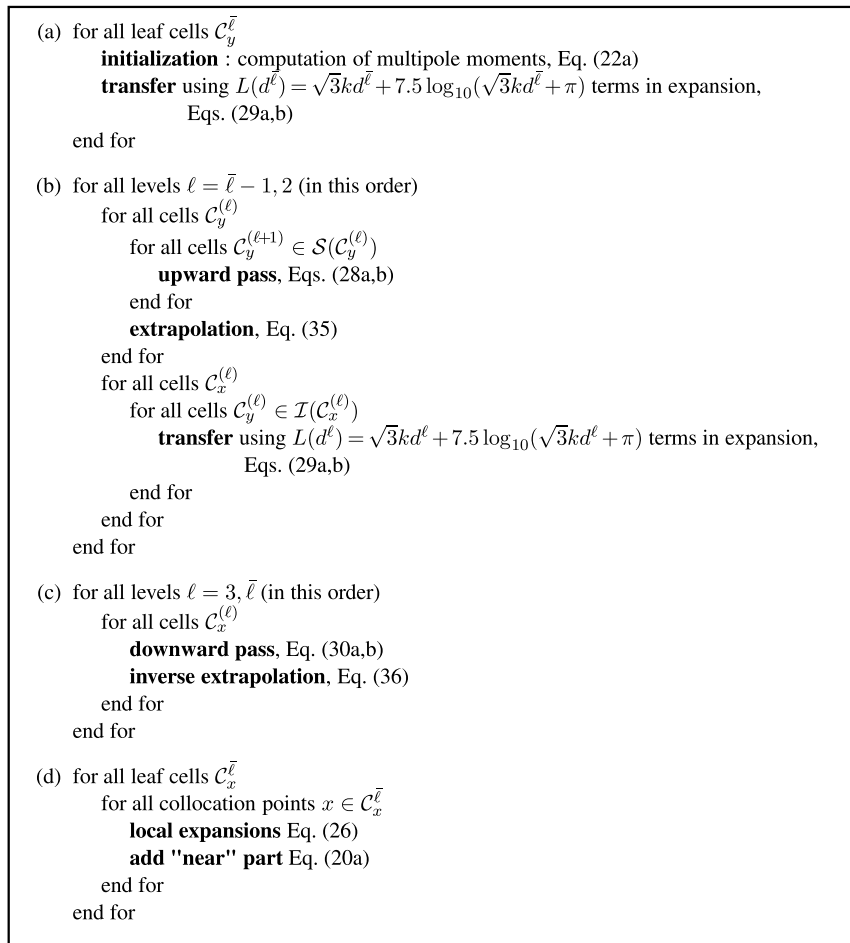 (a) for all leaf cells 𝒞_y^ℓ̄
initialization : computation of multipole moments, Eq. (22a)
transfer using L(d^ℓ̄) = √3kd^ℓ̄ + 7.5 log₁₀(√3kd^ℓ̄ + π) terms in expansion,
Eqs. (29a,b)
end for
(b) for all levels ℓ = ℓ̄ − 1, 2 (in this order)
for all cells 𝒞_y^(ℓ)
for all cells 𝒞_y^(ℓ+1) ∈ 𝒮(𝒞_y^(ℓ))
upward pass, Eqs. (28a,b)
end for
extrapolation, Eq. (35)
end for
for all cells 𝒞_x^(ℓ)
for all cells 𝒞_y^(ℓ) ∈ ℐ(𝒞_x^(ℓ))
transfer using L(d^ℓ) = √3kd^ℓ + 7.5 log₁₀(√3kd^ℓ + π) terms in expansion,
Eqs. (29a,b)
end for
end for
end for
(c) for all levels ℓ = 3, ℓ̄ (in this order)
for all cells 𝒞_x^(ℓ)
downward pass, Eq. (30a,b)
inverse extrapolation, Eq. (36)
end for
end for
(d) for all leaf cells 𝒞_x^ℓ̄
for all collocation points x ∈ 𝒞_x^ℓ̄
local expansions Eq. (26)
add "near" part Eq. (20a)
end for
end for